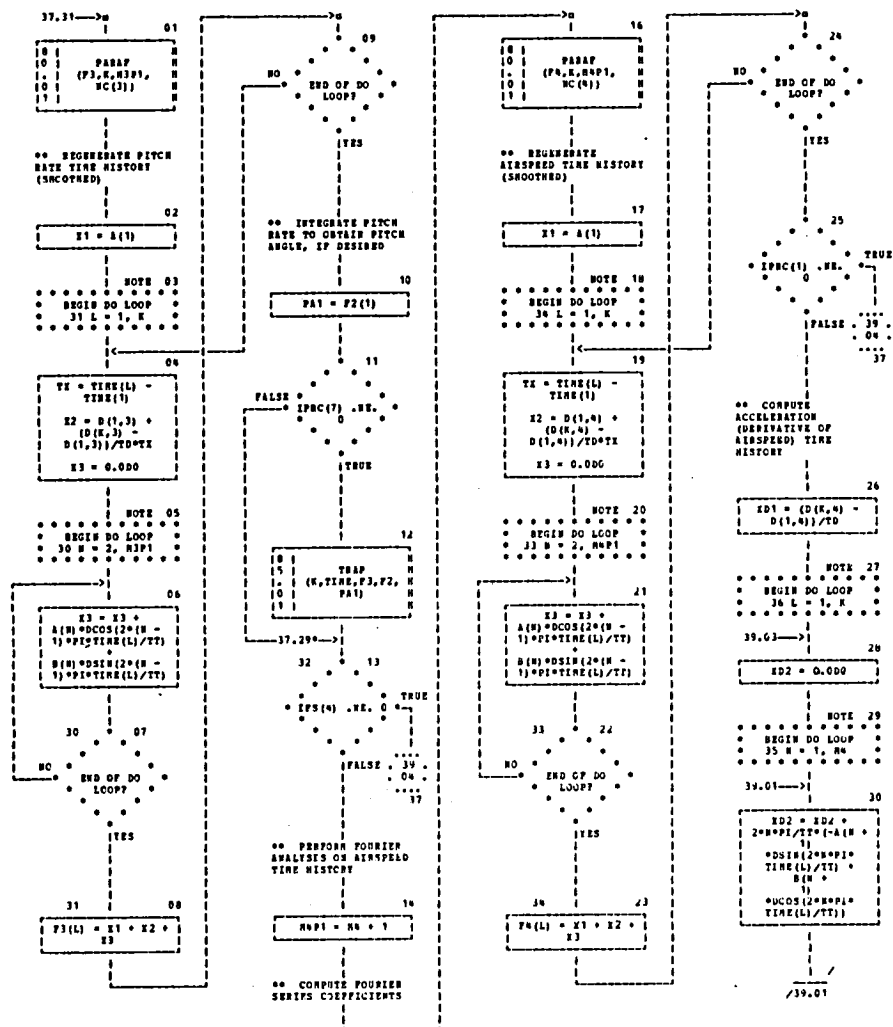 37.31
01
PARAF
(F3,K,M3P1,
NC(3))
** REGENERATE PITCH
RATE TIME HISTORY
(SMOOTHED)
02
X1 = A(1)
NOTE 03
BEGIN DO LOOP
31 L = 1, K
04
TX = TIME(L) -
TIME(1)
X2 = D(1,3) +
(D(K,3) -
D(1,3))/TD*TX
X3 = 0.0D0
NOTE 05
BEGIN DO LOOP
30 N = 2, M3P1
06
X3 = X3 +
A(N)*DCOS(2*(N -
1)*PI*TIME(L)/TT)
+
B(N)*DSIN(2*(N -
1)*PI*TIME(L)/TT)
30 07
NO
END OF DO
LOOP?
YES
31 08
F3(L) = X1 + X2 +
X3
09
NO
END OF DO
LOOP?
YES
** INTEGRATE PITCH
RATE TO OBTAIN PITCH
ANGLE, IF DESIRED
10
PA1 = F2(1)
11
FALSE
IPRC(7) .NE.
0
TRUE
12
TRAP
(K,TIME,F3,F2,
PA1)
37.29*
32 13
TRUE
IFS(4) .NE. 0
FALSE
39
04
37
** PERFORM FOURIER
ANALYSIS ON AIRSPEED
TIME HISTORY
14
M4P1 = M4 + 1
** COMPUTE FOURIER
SERIES COEFFICIENTS
16
PARAF
(F4,K,M4P1,
NC(4))
** REGENERATE
AIRSPEED TIME HISTORY
(SMOOTHED)
17
X1 = A(1)
NOTE 18
BEGIN DO LOOP
34 L = 1, K
19
TX = TIME(L) -
TIME(1)
X2 = D(1,4) +
(D(K,4) -
D(1,4))/TD*TX
X3 = 0.0D0
NOTE 20
BEGIN DO LOOP
33 N = 2, M4P1
21
X3 = X3 +
A(N)*DCOS(2*(N -
1)*PI*TIME(L)/TT)
+
B(N)*DSIN(2*(N -
1)*PI*TIME(L)/TT)
33 22
NO
END OF DO
LOOP?
YES
34 23
F4(L) = X1 + X2 +
X3
24
NO
END OF DO
LOOP?
YES
25
TRUE
IPRC(1) .NE.
0
FALSE
39
04
37
** COMPUTE
ACCELERATION
(DERIVATIVE OF
AIRSPEED) TIME
HISTORY
26
XD1 = (D(K,4) -
D(1,4))/TD
NOTE 27
BEGIN DO LOOP
36 L = 1, K
39.03
28
XD2 = 0.0D0
NOTE 29
BEGIN DO LOOP
35 N = 1, M4
39.01
30
XD2 = XD2 +
2*N*PI/TT*(-A(N +
1)
*DSIN(2*N*PI*
TIME(L)/TT) +
B(N +
1)
*DCOS(2*N*PI*
TIME(L)/TT))
/39.01